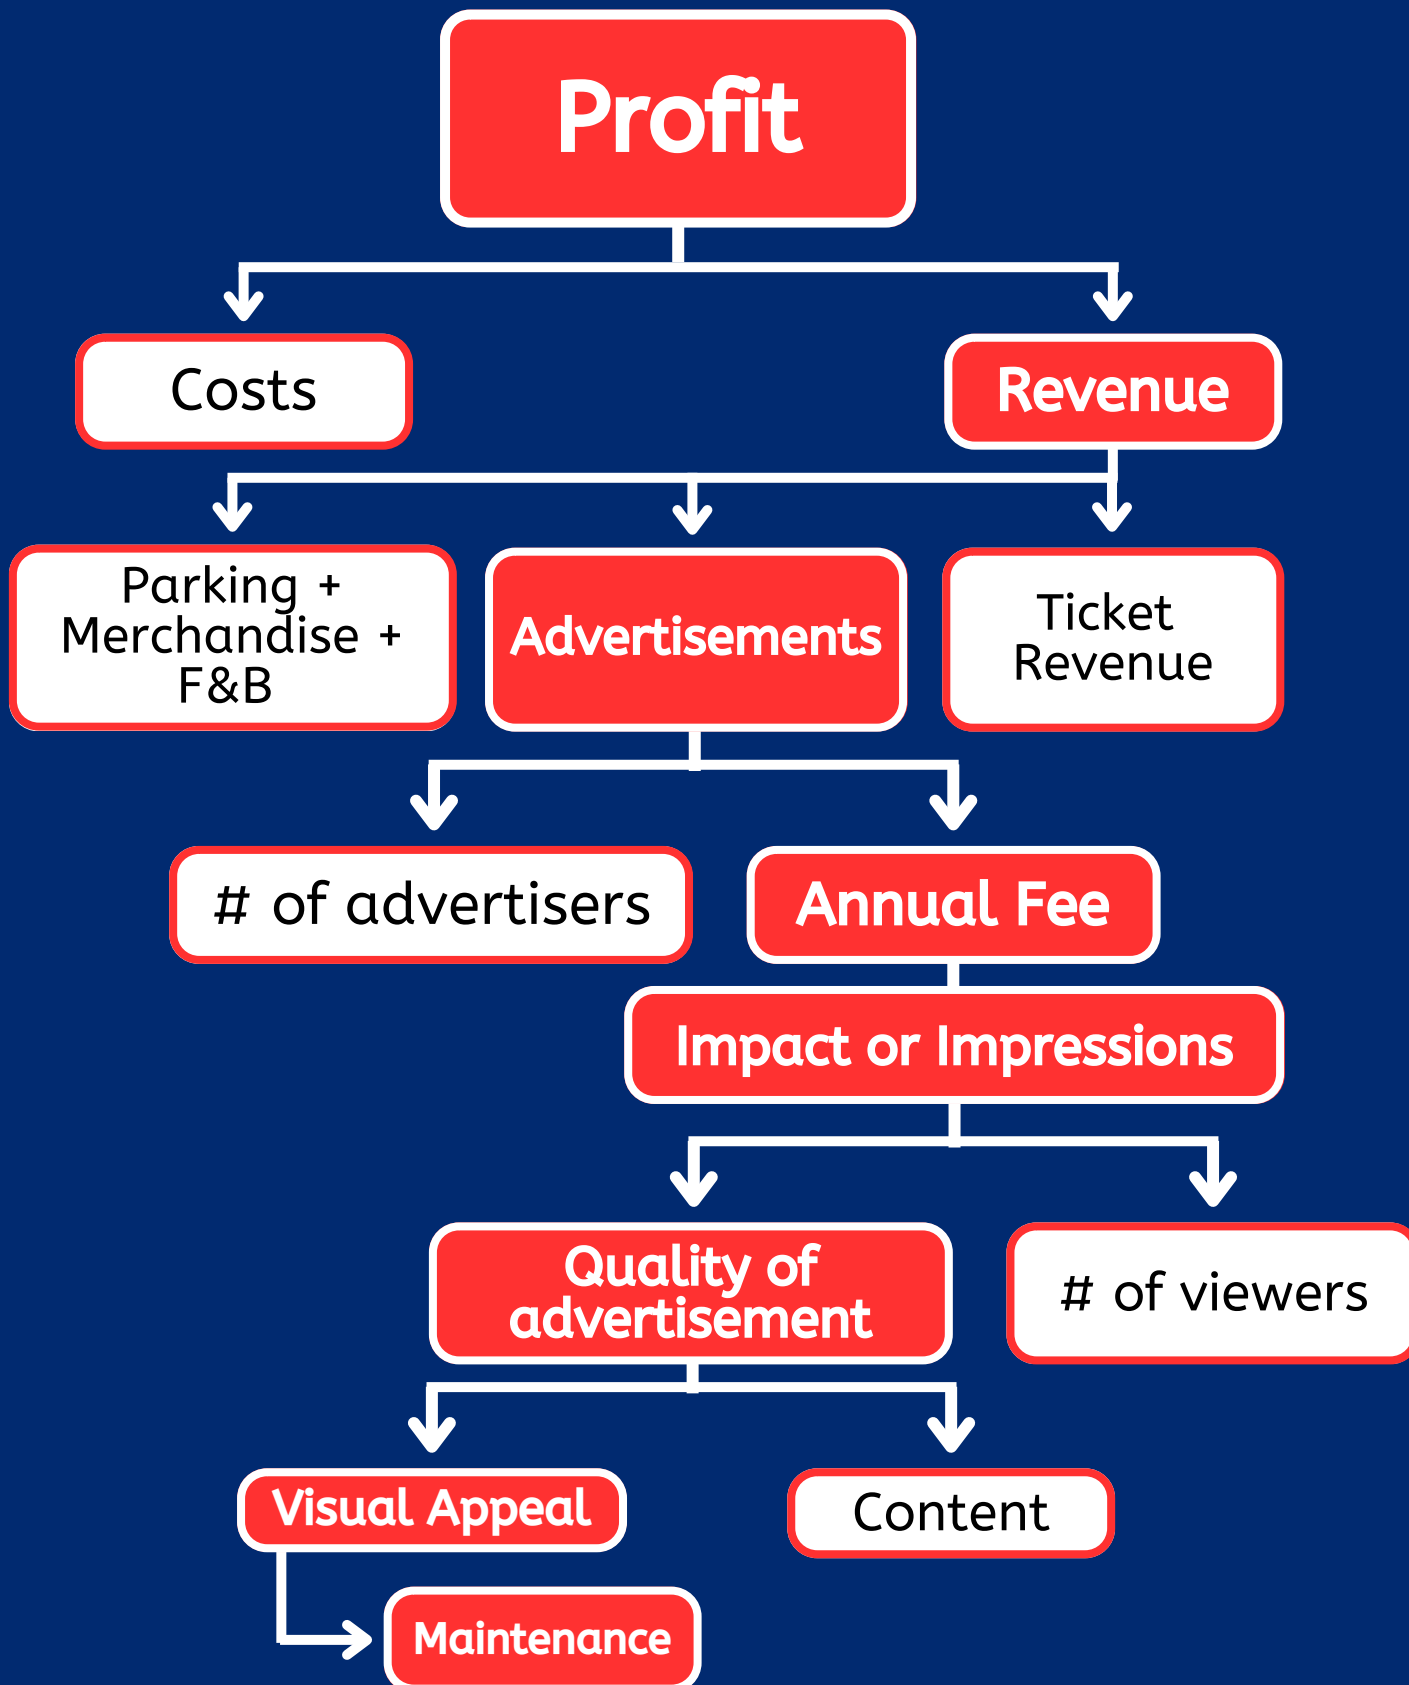 Profit
Costs
Revenue
Parking +
Merchandise +
F&B
Advertisements
Ticket
Revenue
# of advertisers
Annual Fee
Impact or Impressions
Quality of
advertisement
# of viewers
Visual Appeal
Content
Maintenance